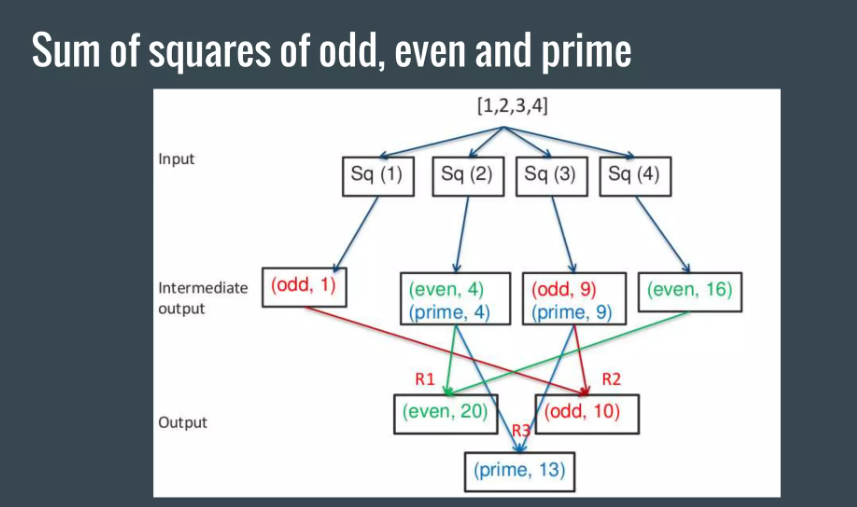 Sum of squares of odd, even and prime
[1,2,3,4]
Input
Sq (1)
Sq (2)
Sq (3)
Sq (4)
Intermediate
output
(odd, 1)
(even, 4)
(prime, 4)
(odd, 9)
(prime, 9)
(even, 16)
R1
R2
Output
(even, 20)
R3
(odd, 10)
(prime, 13)